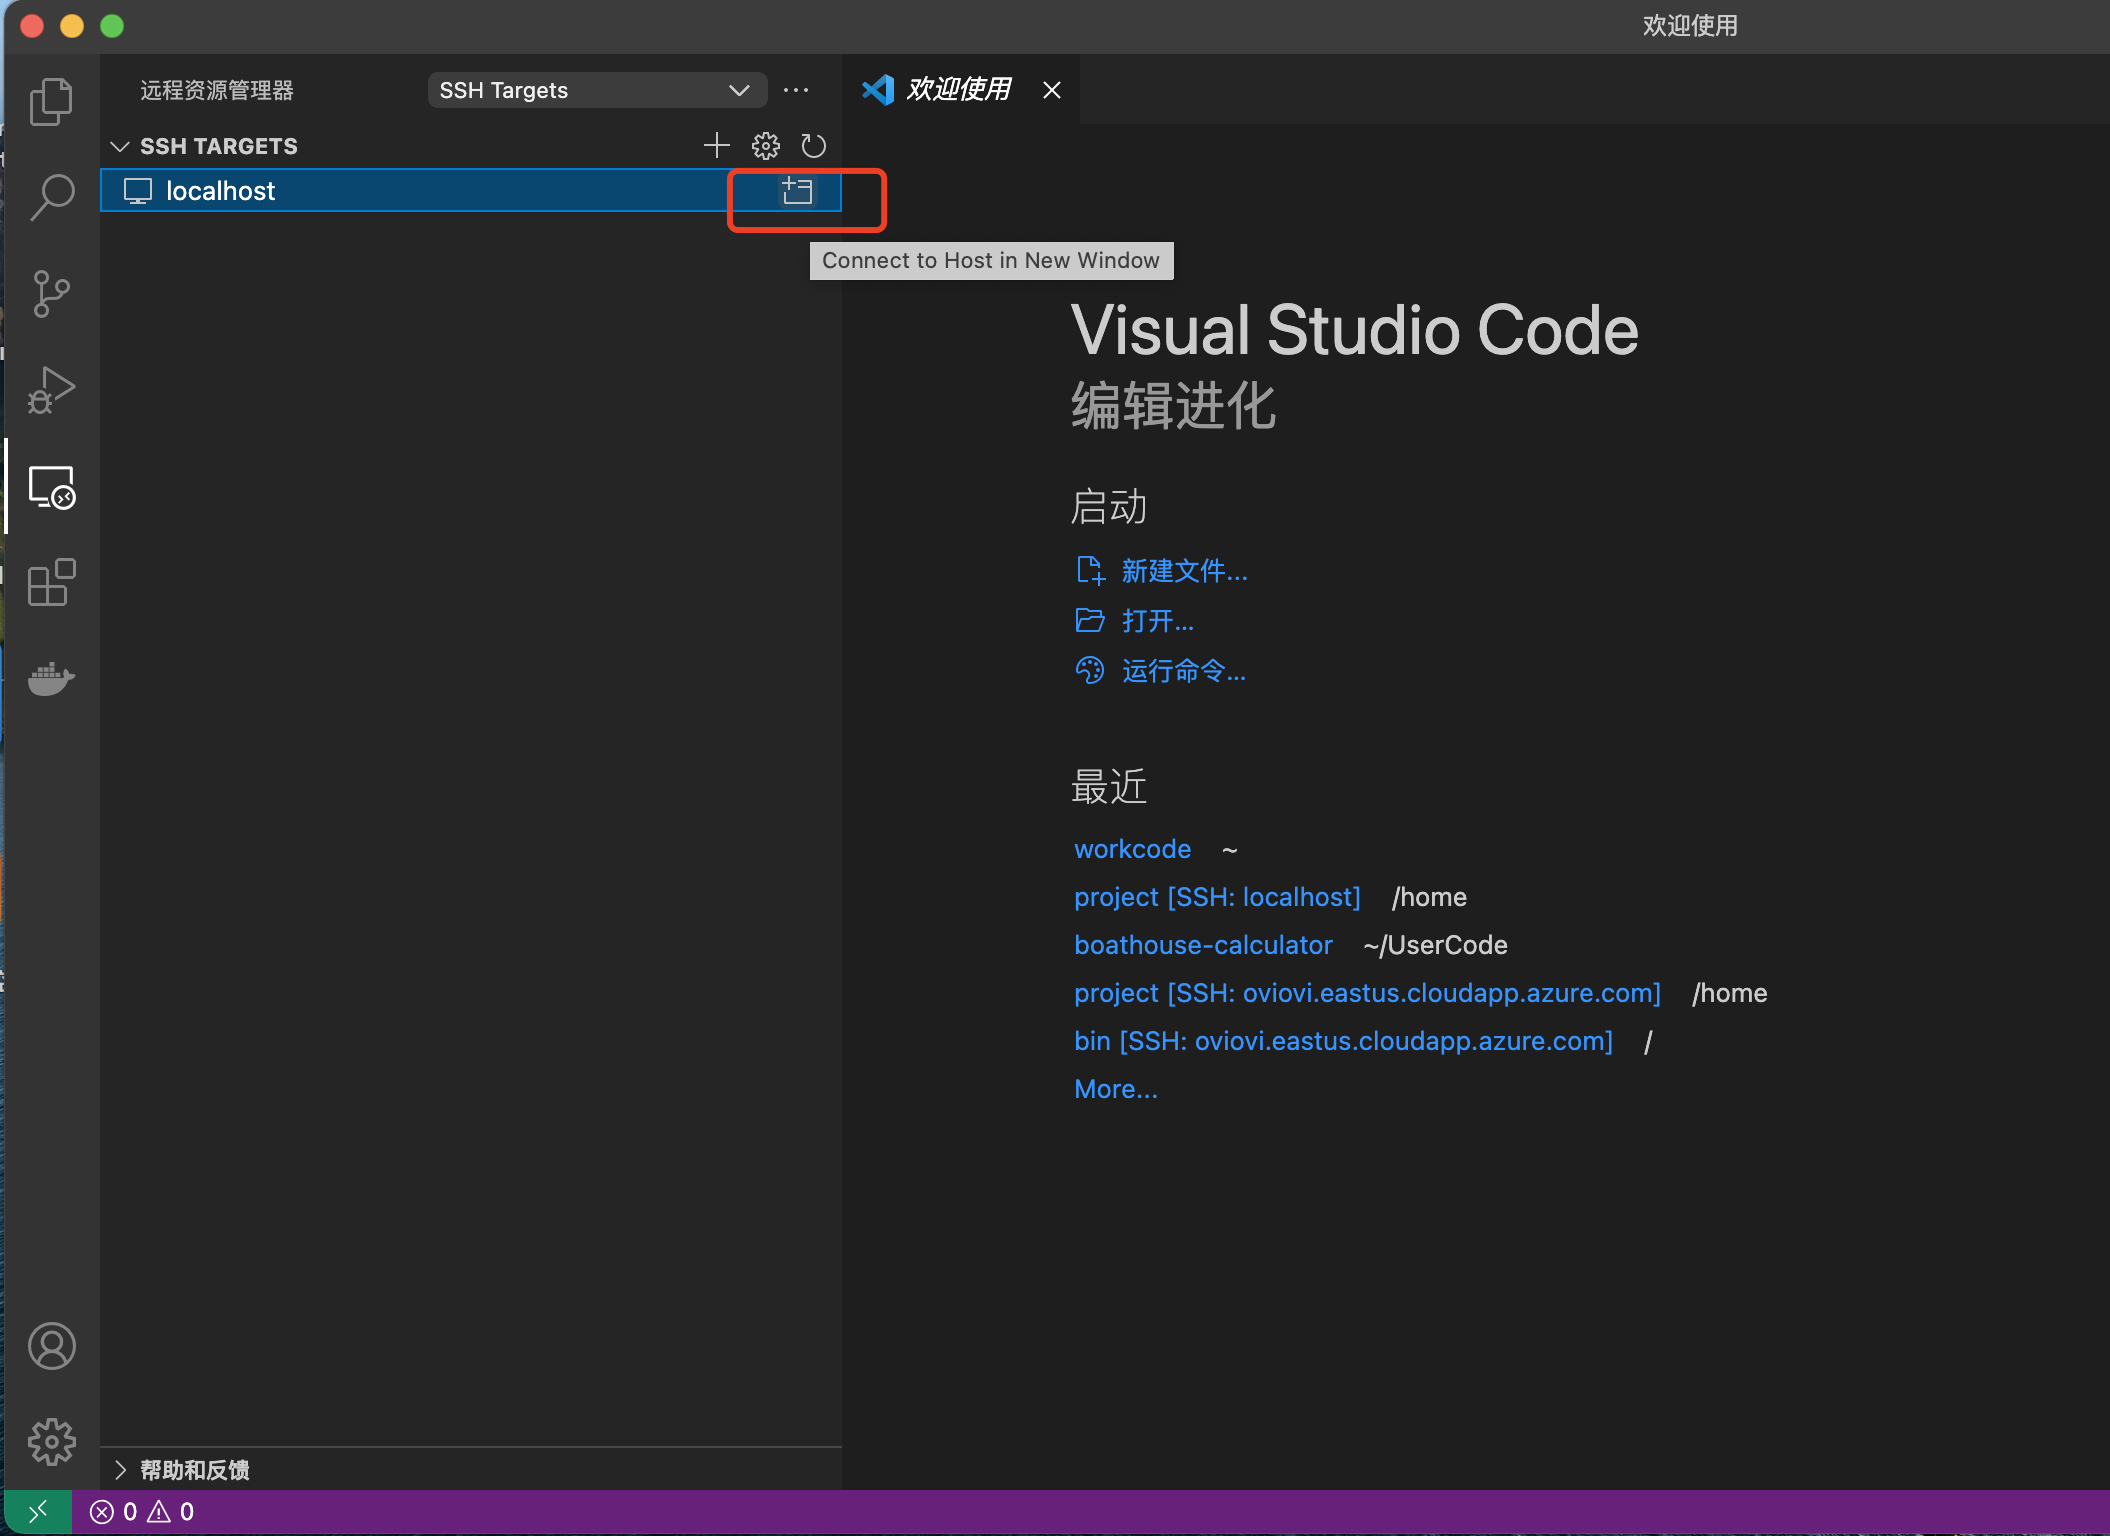 欢迎使用
远程资源管理器
SSH Targets
欢迎使用
SSH TARGETS
localhost
Connect to Host in New Window
Visual Studio Code
编辑进化
启动
新建文件...
打开...
运行命令...
最近
workcode ~
project [SSH: localhost] /home
boathouse-calculator ~/UserCode
project [SSH: oviovi.eastus.cloudapp.azure.com] /home
bin [SSH: oviovi.eastus.cloudapp.azure.com] /
More...
帮助和反馈
0 0